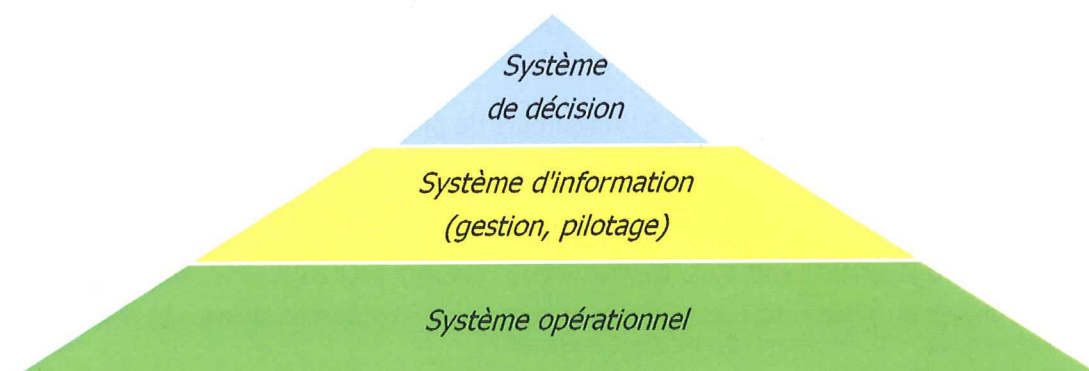 Système
de décision
Système d'information
(gestion, pilotage)
Système opérationnel